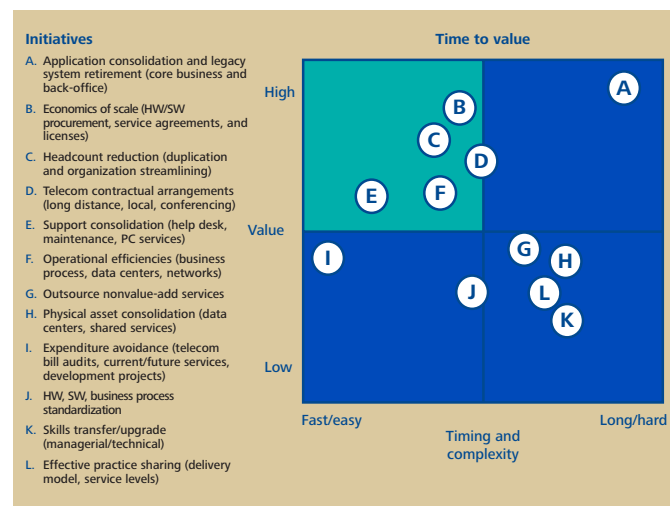 Initiatives
A. Application consolidation and legacy
system retirement (core business and
back-office)
B. Economics of scale (HW/SW
procurement, service agreements, and
licenses)
C. Headcount reduction (duplication
and organization streamlining)
D. Telecom contractual arrangements
(long distance, local, conferencing)
E. Support consolidation (help desk,
maintenance, PC services)
F. Operational efficiencies (business
process, data centers, networks)
G. Outsource nonvalue-add services
H. Physical asset consolidation (data
centers, shared services)
I. Expenditure avoidance (telecom
bill audits, current/future services,
development projects)
J. HW, SW, business process
standardization
K. Skills transfer/upgrade
(managerial/technical)
L. Effective practice sharing (delivery
model, service levels)
Time to value
High
Value
Low
A
B
C
D
E
F
G
H
I
J
L
K
Fast/easy
Long/hard
Timing and
complexity